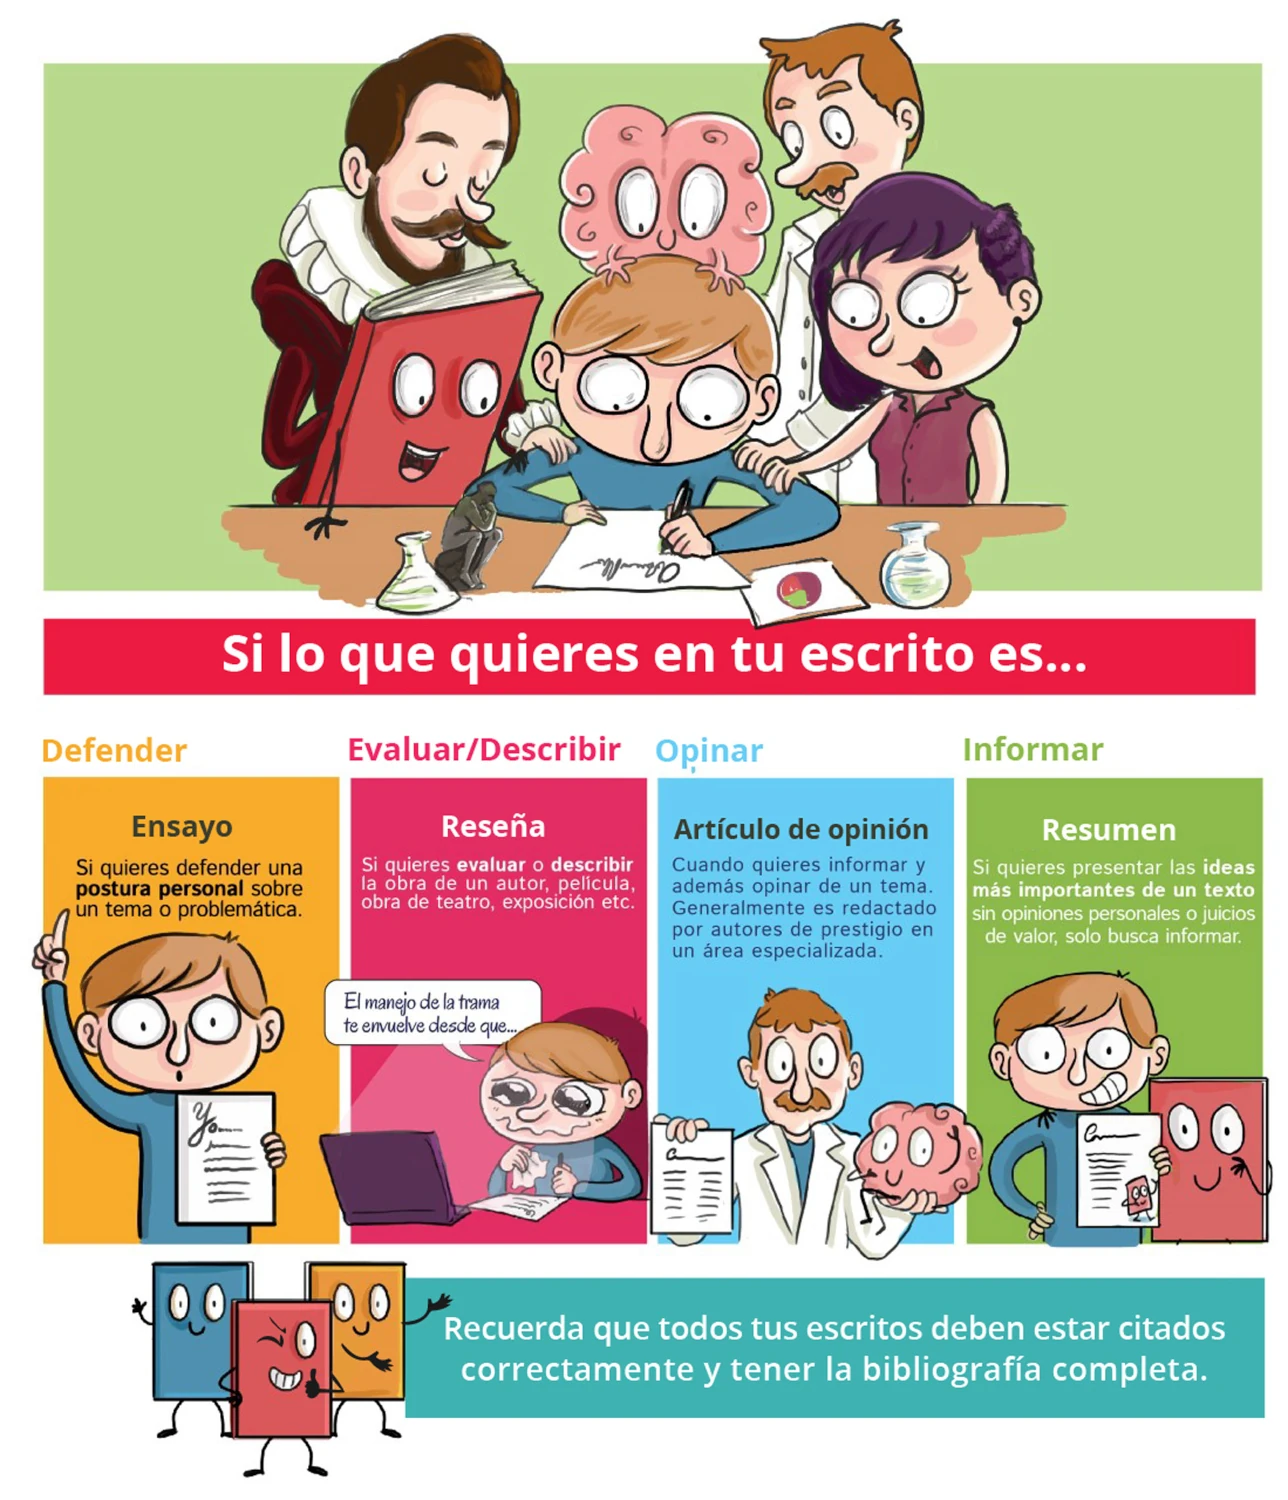 Si lo que quieres en tu escrito es...
Defender
Ensayo
Si quieres defender una
postura personal sobre
un tema o problemática.
Evaluar/Describir
Reseña
Si quieres evaluar o describir
la obra de un autor, película,
obra de teatro, exposición etc.
El manejo de la trama
te envuelve desde que...
Opinar
Artículo de opinión
Cuando quieres informar y
además opinar de un tema.
Generalmente es redactado
por autores de prestigio en
un área especializada.
Informar
Resumen
Si quieres presentar las ideas
más importantes de un texto
sin opiniones personales o juicios
de valor, solo busca informar.
Yo
Recuerda que todos tus escritos deben estar citados
correctamente y tener la bibliografía completa.